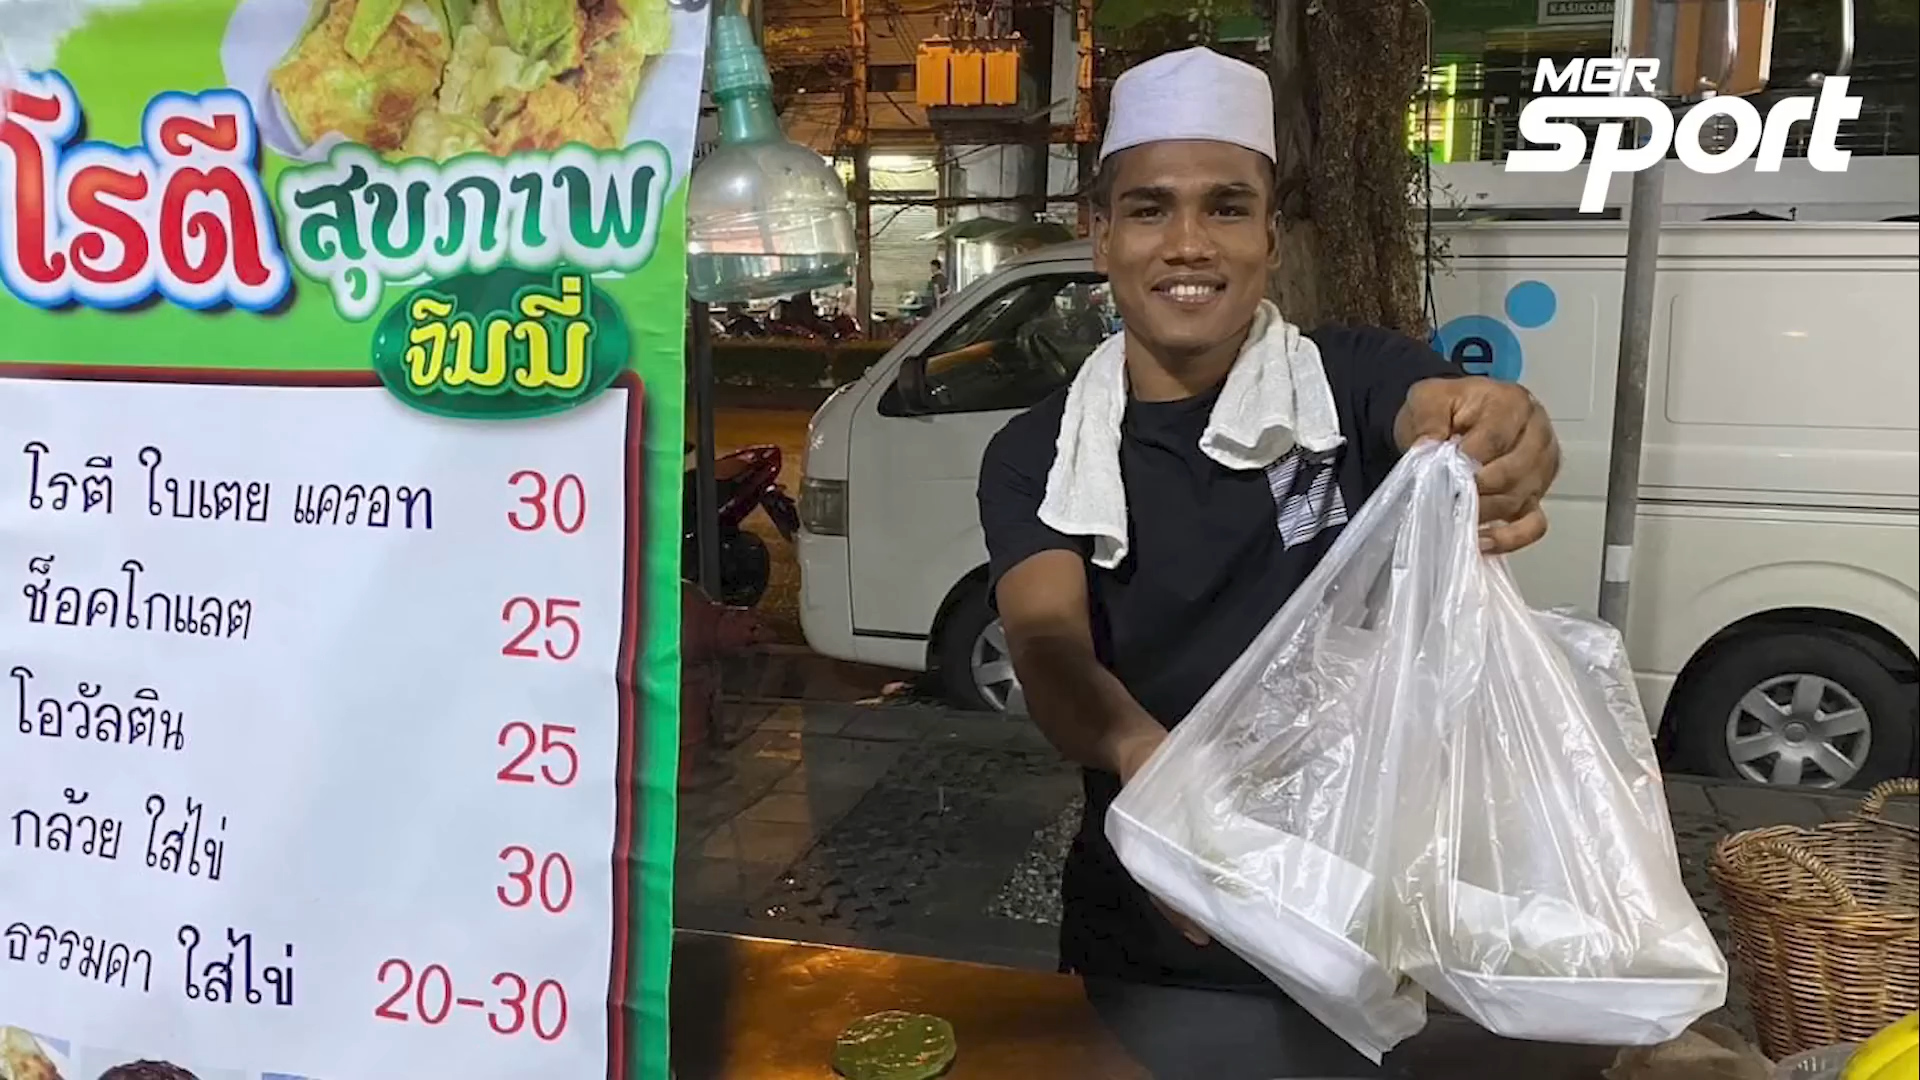 โรตี
สุขภาพ
จิมมี่
โรตี ใบเตย แครอท 30
ช็อคโกแลต 25
โอวัลติน 25
กล้วย ใส่ไข่ 30
ธรรมดา ใส่ไข่ 20-30
MGR
sport
KASIKORN
e